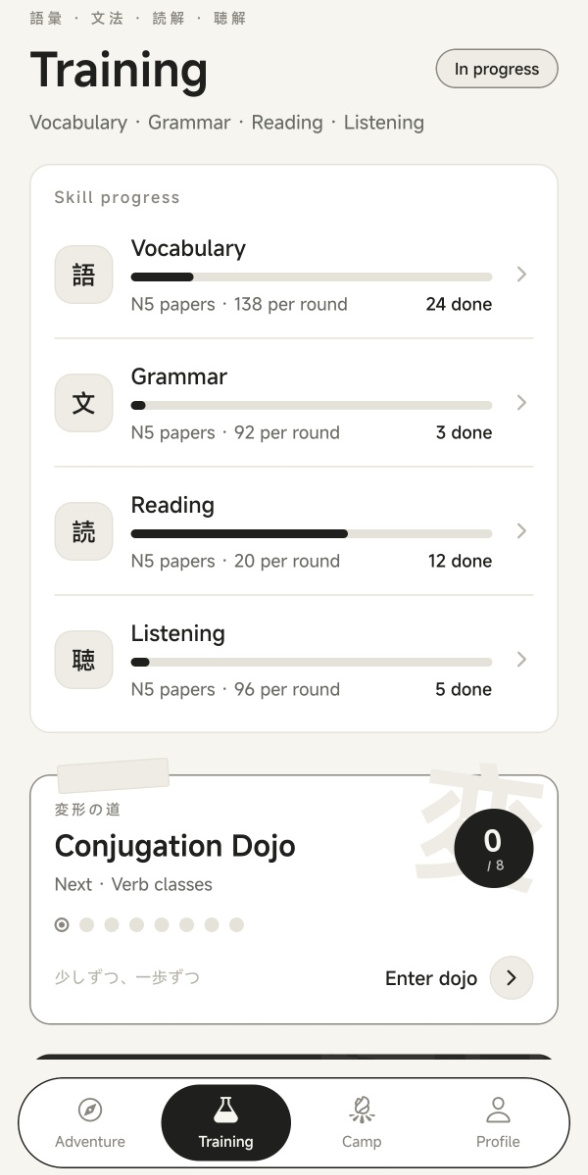 語彙 · 文法 · 読解 · 聴解
Training
In progress
Vocabulary · Grammar · Reading · Listening
Skill progress
語
Vocabulary
N5 papers · 138 per round
24 done
文
Grammar
N5 papers · 92 per round
3 done
読
Reading
N5 papers · 20 per round
12 done
聴
Listening
N5 papers · 96 per round
5 done
変形の道
変
Conjugation Dojo
0
/ 8
Next · Verb classes
少しずつ、一歩ずつ
Enter dojo
Adventure
Training
Camp
Profile